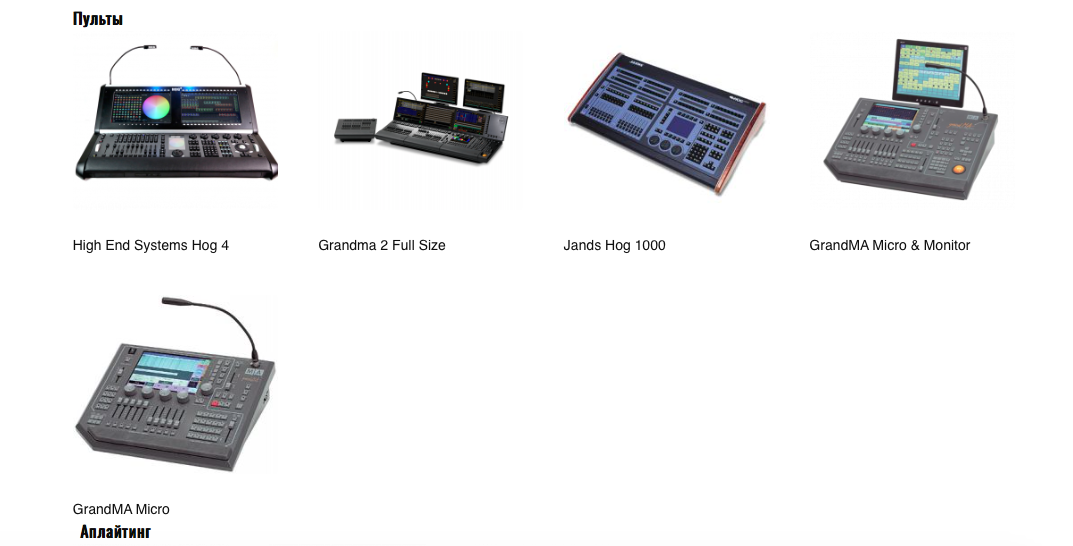 Пульты
High End Systems Hog 4
Grandma 2 Full Size
Jands Hog 1000
GrandMA Micro & Monitor
GrandMA Micro
Аплайтинг